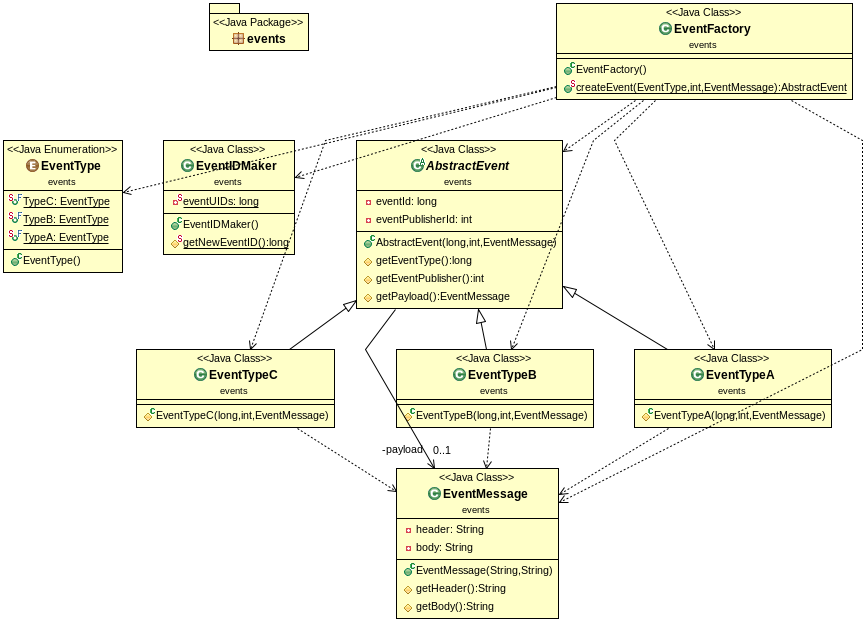 <<Java Package>>
events
<<Java Class>>
EventFactory
events
EventFactory()
createEvent(EventType,int,EventMessage):AbstractEvent
<<Java Enumeration>>
EventType
events
TypeC: EventType
TypeB: EventType
TypeA: EventType
EventType()
<<Java Class>>
EventIDMaker
events
eventUIDs: long
EventIDMaker()
getNewEventID():long
<<Java Class>>
AbstractEvent
events
eventId: long
eventPublisherId: int
AbstractEvent(long,int,EventMessage)
getEventType():long
getEventPublisher():int
getPayload():EventMessage
<<Java Class>>
EventTypeC
events
EventTypeC(long,int,EventMessage)
<<Java Class>>
EventTypeB
events
EventTypeB(long,int,EventMessage)
<<Java Class>>
EventTypeA
events
EventTypeA(long,int,EventMessage)
-payload 0..1
<<Java Class>>
EventMessage
events
header: String
body: String
EventMessage(String,String)
getHeader():String
getBody():String